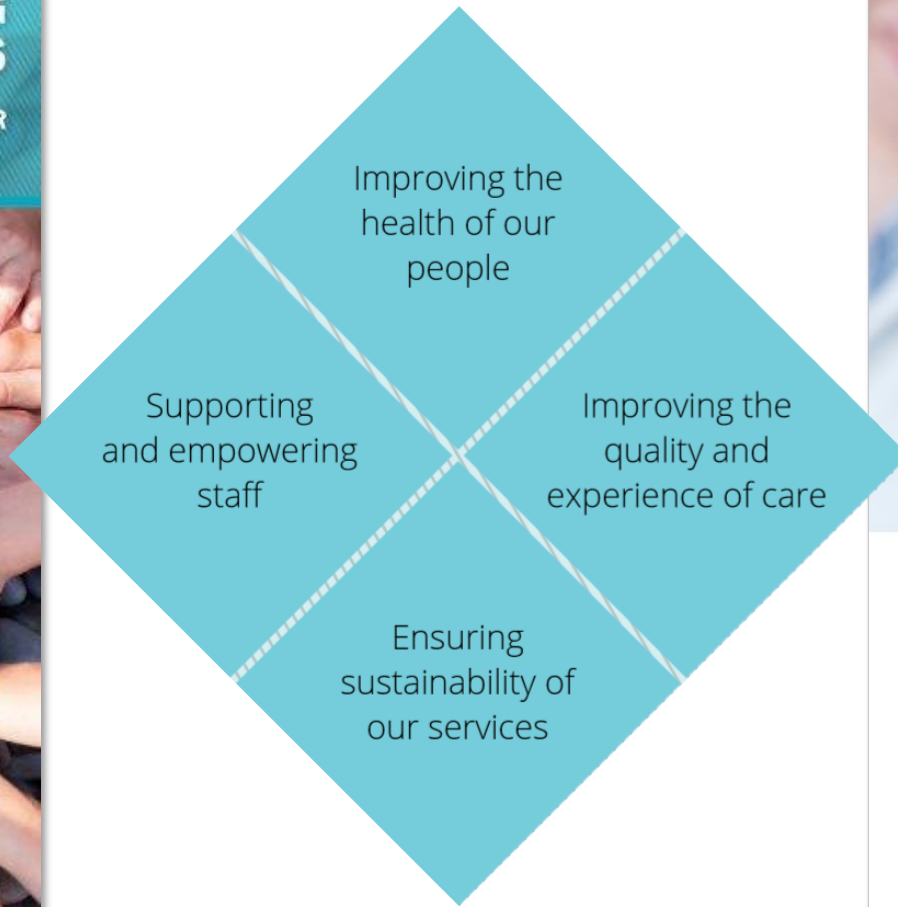 Improving the
health of our
people
Supporting
and empowering
staff
Improving the
quality and
experience of care
Ensuring
sustainability of
our services